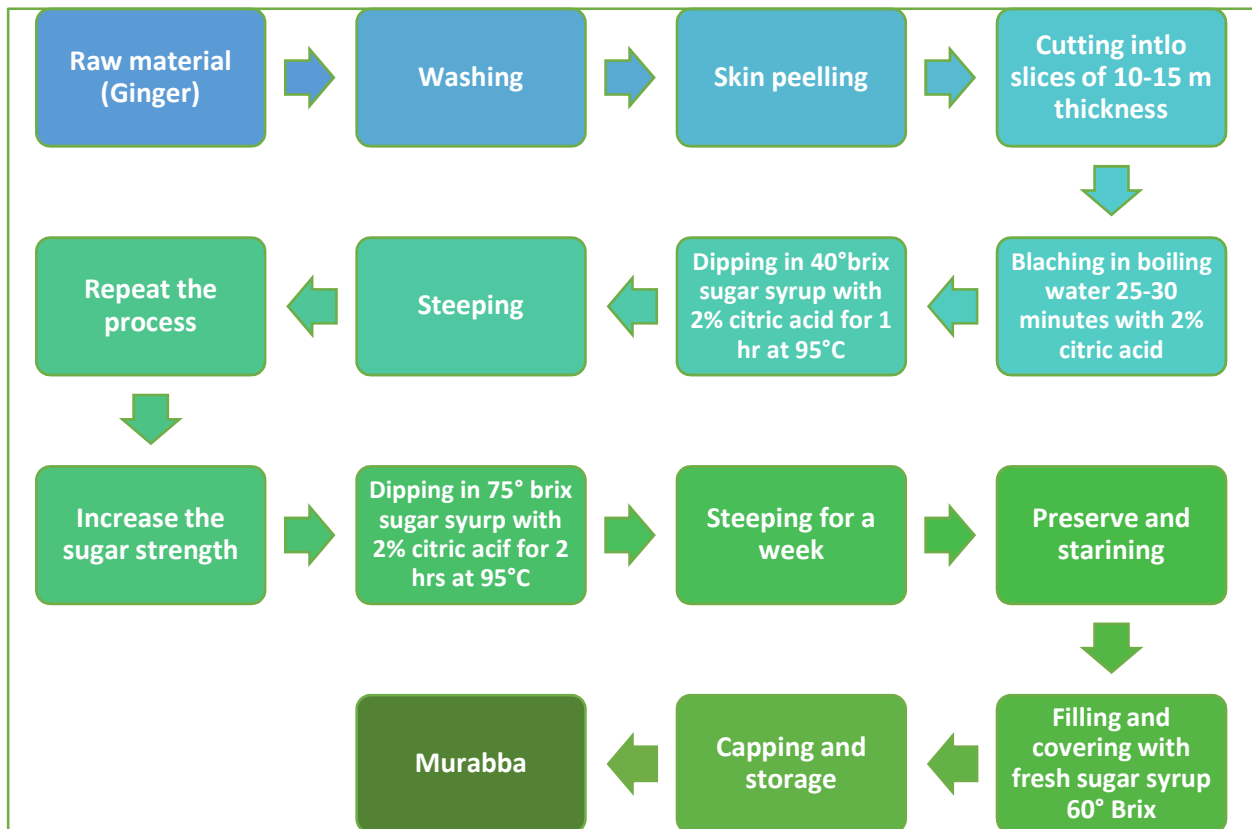 Raw material
(Ginger)
Washing
Skin peelling
Cutting intlo
slices of 10-15 m
thickness
Blaching in boiling
water 25-30
minutes with 2%
citric acid
Dipping in 40°brix
sugar syrup with
2% citric acid for 1
hr at 95°C
Steeping
Repeat the
process
Increase the
sugar strength
Dipping in 75° brix
sugar syurp with
2% citric acif for 2
hrs at 95°C
Steeping for a
week
Preserve and
starining
Filling and
covering with
fresh sugar syrup
60° Brix
Capping and
storage
Murabba